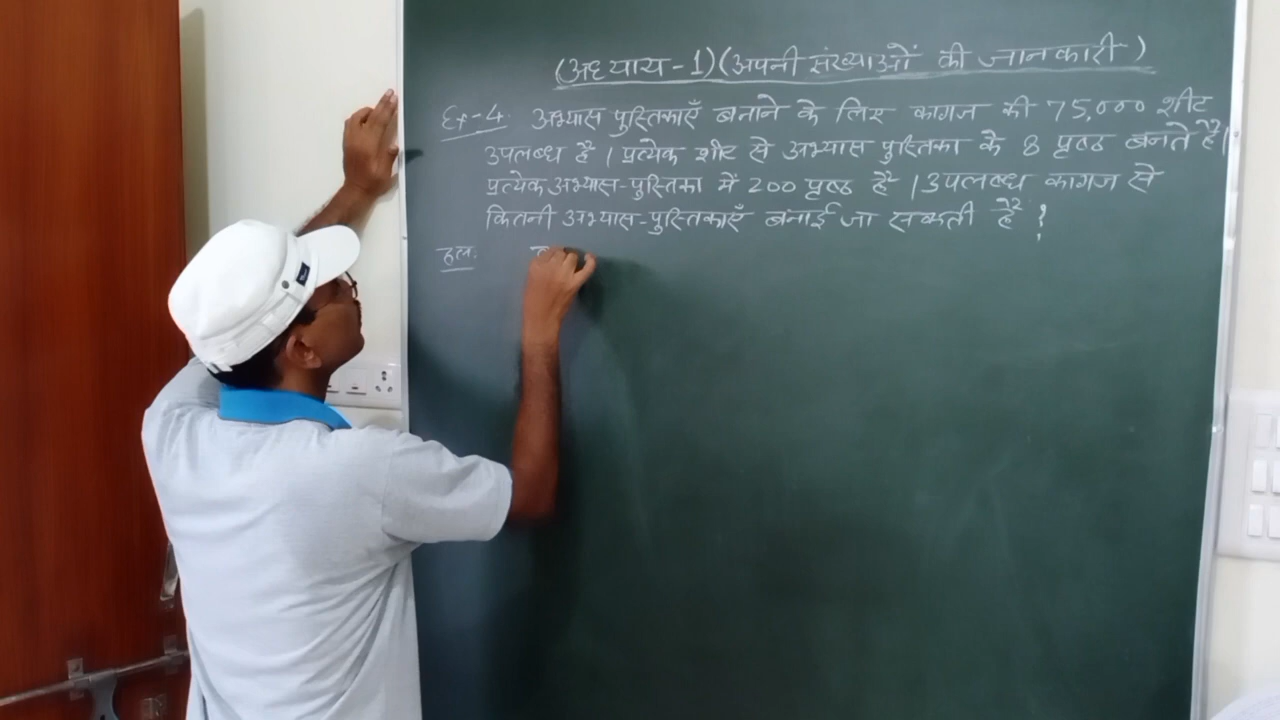 (अध्याय-1)(अपनी संख्याओं की जानकारी)
Ex-4. अभ्यास पुस्तिकाएँ बनाने के लिए कागज की 75,000 शीट
उपलब्ध है। प्रत्येक शीट से अभ्यास पुस्तिका के 8 पृष्ठ बनते हैं।
प्रत्येक अभ्यास-पुस्तिका में 200 पृष्ठ हैं। उपलब्ध कागज से
कितनी अभ्यास-पुस्तिकाएँ बनाई जा सकती हैं ?
हल.